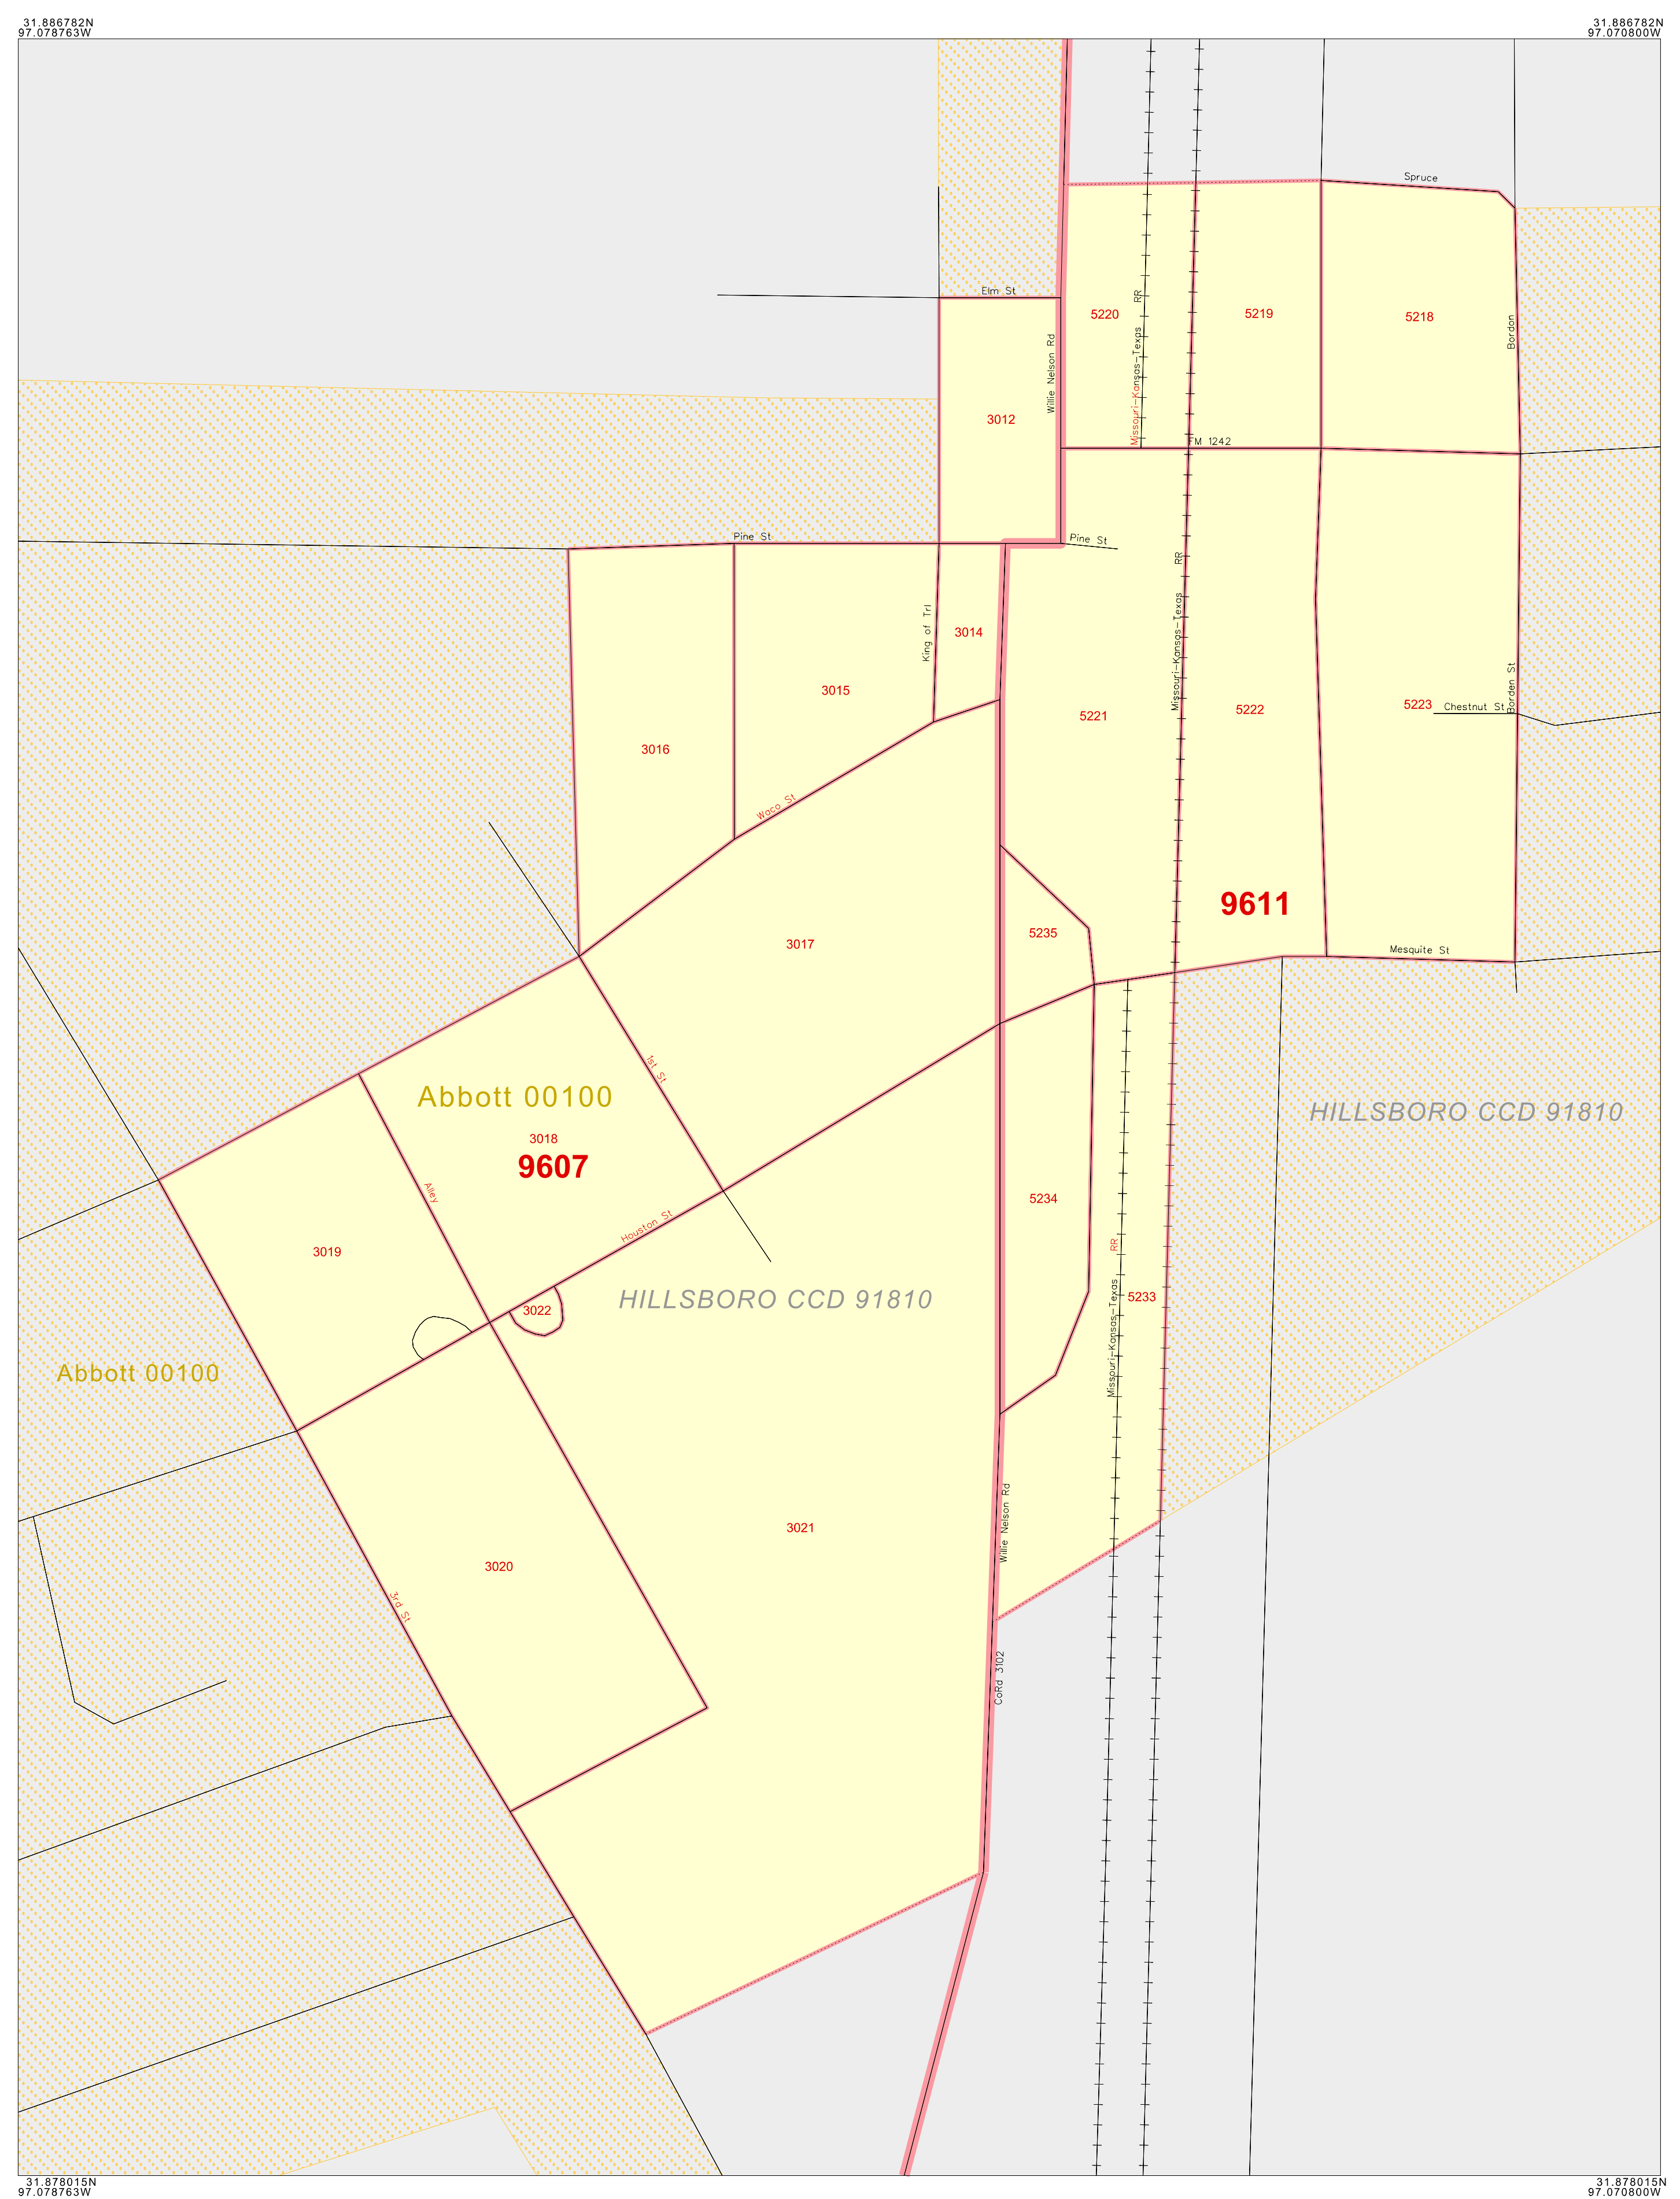 31.886782N
97.078763W
31.886782N
97.070800W
Spruce
Elm St
5220
5219
5218
Bordon
Missouri-Kansas-Texas RR
Willie Nelson Rd
3012
FM 1242
Pine St
Pine St
King of Trl
3014
Missouri-Kansas-Texas RR
3015
5221
5222
5223
Borden St
Chestnut St
3016
Waco St
9611
5235
3017
Mesquite St
1st St
Abbott 00100
HILLSBORO CCD 91810
3018
9607
Alley
5234
Houston St
3019
RR
Missouri-Kansas-Texas
5233
HILLSBORO CCD 91810
3022
Abbott 00100
Willie Nelson Rd
3021
3020
3rd St
CoRd 3102
31.878015N
97.078763W
31.878015N
97.070800W